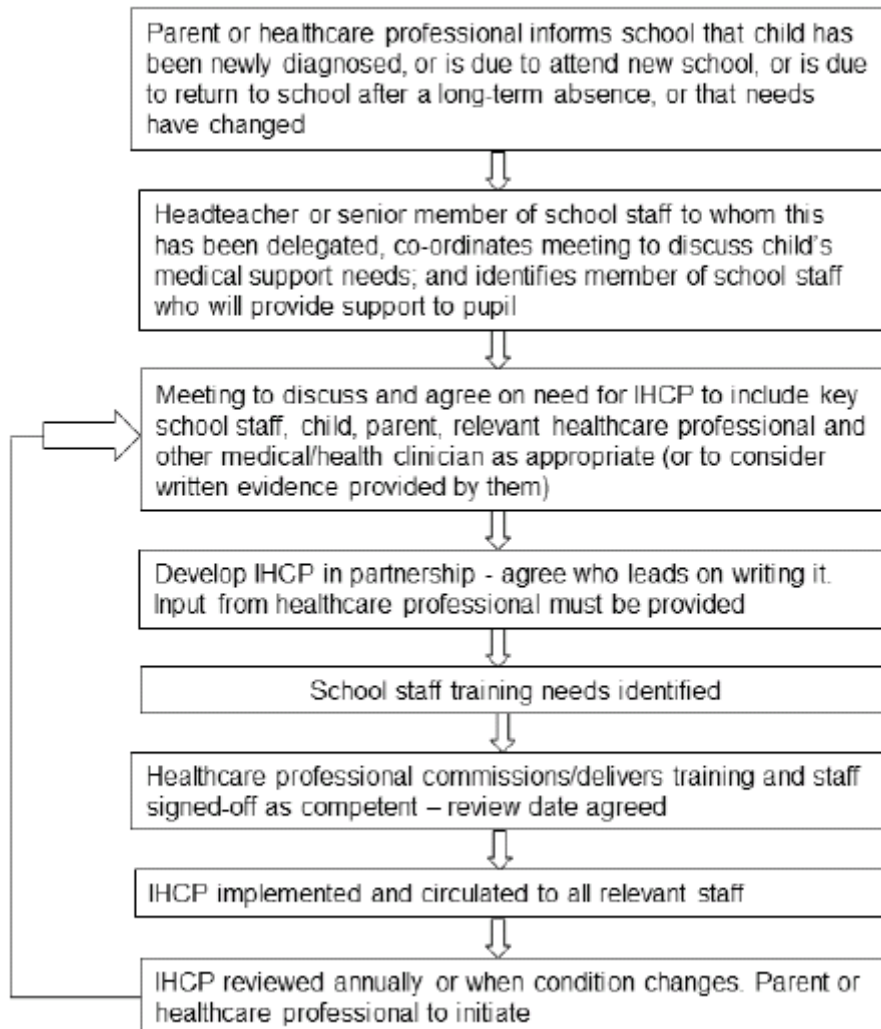 Parent or healthcare professional informs school that child has
been newly diagnosed, or is due to attend new school, or is due
to return to school after a long-term absence, or that needs
have changed
Headteacher or senior member of school staff to whom this
has been delegated, co-ordinates meeting to discuss child's
medical support needs; and identifies member of school staff
who will provide support to pupil
Meeting to discuss and agree on need for IHCP to include key
school staff, child, parent, relevant healthcare professional and
other medical/health clinician as appropriate (or to consider
written evidence provided by them)
Develop IHCP in partnership - agree who leads on writing it.
Input from healthcare professional must be provided
School staff training needs identified
Healthcare professional commissions/delivers training and staff
signed-off as competent – review date agreed
IHCP implemented and circulated to all relevant staff
IHCP reviewed annually or when condition changes. Parent or
healthcare professional to initiate